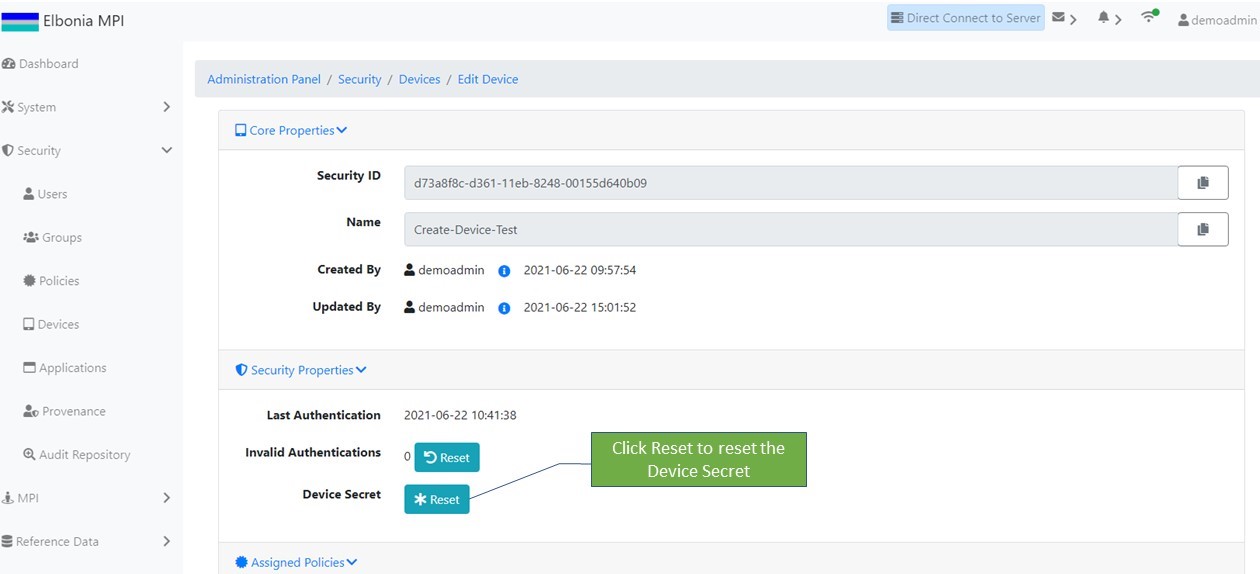 Elbonia MPI
Direct Connect to Server
demoadmin
Dashboard
System
Security
Users
Groups
Policies
Devices
Applications
Provenance
Audit Repository
MPI
Reference Data
Administration Panel / Security / Devices / Edit Device
Core Properties
Security ID d73a8f8c-d361-11eb-8248-00155d640b09
Name Create-Device-Test
Created By demoadmin 2021-06-22 09:57:54
Updated By demoadmin 2021-06-22 15:01:52
Security Properties
Last Authentication 2021-06-22 10:41:38
Invalid Authentications 0 Reset
Device Secret Reset
Click Reset to reset the
Device Secret
Assigned Policies